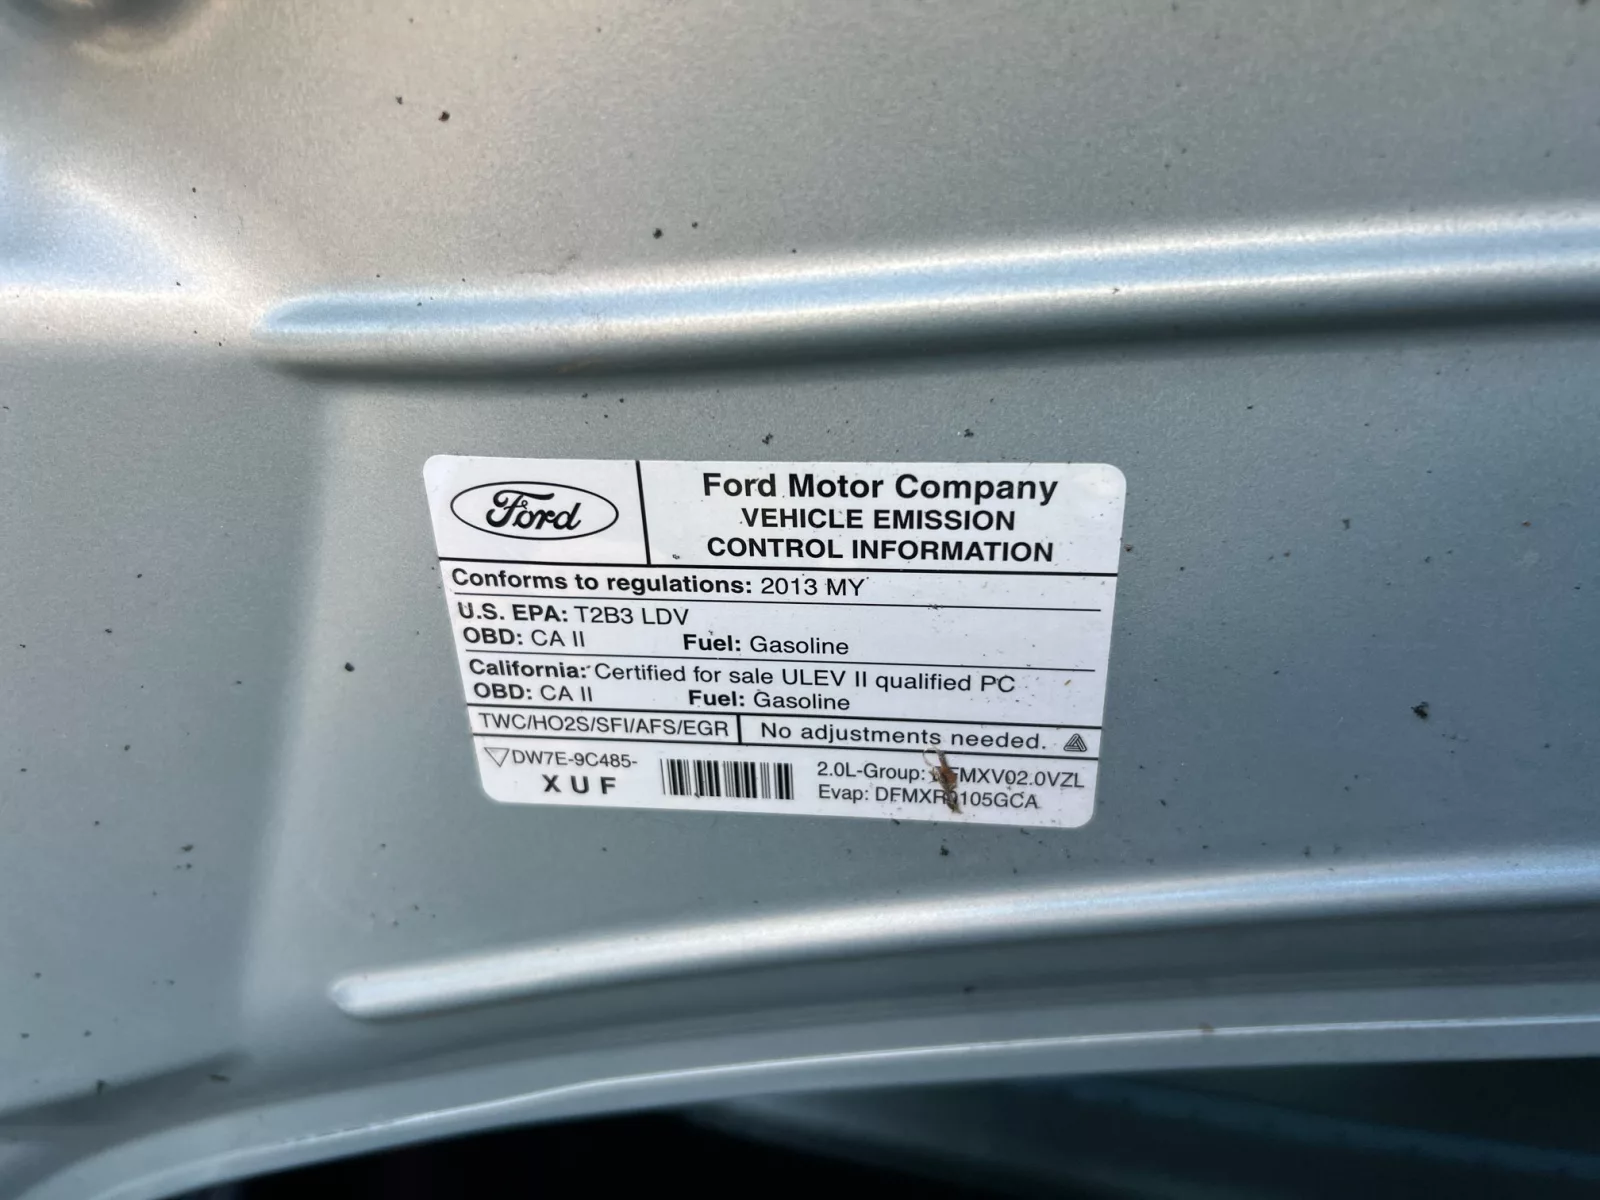 Ford
Ford Motor Company
VEHICLE EMISSION
CONTROL INFORMATION
Conforms to regulations: 2013 MY
U.S. EPA: T2B3 LDV
OBD: CA II Fuel: Gasoline
California: Certified for sale ULEV II qualified PC
OBD: CA II Fuel: Gasoline
TWC/HO2S/SFI/AFS/EGR No adjustments needed.
DW7E-9C485-
X U F
2.0L-Group:
Evap: